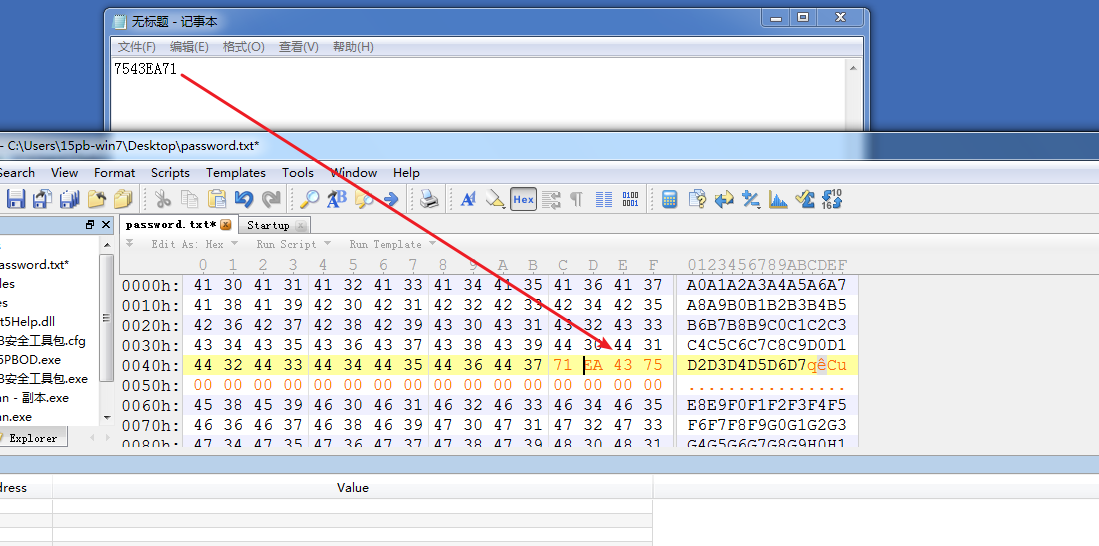 无标题 - 记事本
文件(F) 编辑(E) 格式(O) 查看(V) 帮助(H)
7543EA71
- C:\Users\15pb-win7\Desktop\password.txt*
Search View Format Scripts Templates Tools Window Help
Hex
password.txt* Startup
Edit As: Hex Run Script Run Template
assword.txt*
des
es
t5Help.dll
B安全工具包.cfg
5PBOD.exe
B安全工具包.exe
an - 副本.exe
an.exe
Explorer
0 1 2 3 4 5 6 7 8 9 A B C D E F 0123456789ABCDEF
0000h: 41 30 41 31 41 32 41 33 41 34 41 35 41 36 41 37 A0A1A2A3A4A5A6A7
0010h: 41 38 41 39 42 30 42 31 42 32 42 33 42 34 42 35 A8A9B0B1B2B3B4B5
0020h: 42 36 42 37 42 38 42 39 43 30 43 31 43 32 43 33 B6B7B8B9C0C1C2C3
0030h: 43 34 43 35 43 36 43 37 43 38 43 39 44 30 44 31 C4C5C6C7C8C9D0D1
0040h: 44 32 44 33 44 34 44 35 44 36 44 37 71 EA 43 75 D2D3D4D5D6D7qêCu
0050h: 00 00 00 00 00 00 00 00 00 00 00 00 00 00 00 00 ................
0060h: 45 38 45 39 46 30 46 31 46 32 46 33 46 34 46 35 E8E9F0F1F2F3F4F5
0070h: 46 36 46 37 46 38 46 39 47 30 47 31 47 32 47 33 F6F7F8F9G0G1G2G3
0080h: 47 34 47 35 47 36 47 37 47 38 47 39 48 30 48 31 G4G5G6G7G8G9H0H1
dress Value